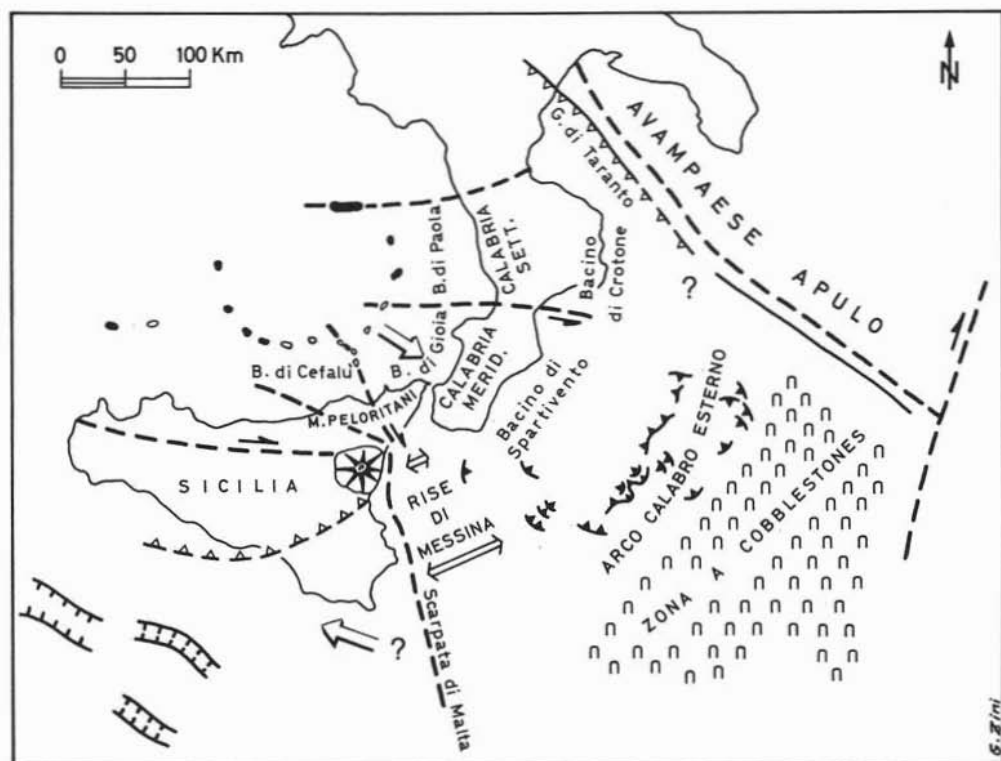 0 50 100 Km
N
AVAMPAESE
APULO
G. di Taranto
B. di Paola
CALABRIA
SETT.
Bacino
di Crotone
?
B. di Gioia
CALABRIA
MERID.
B. di Cefalù
M. PELORITANI
Bacino di
Spartivento
SICILIA
RISE
DI
MESSINA
ARCO CALABRO ESTERNO
ZONA A COBBLESTONES
?
Scarpata di Malta
G. Zini